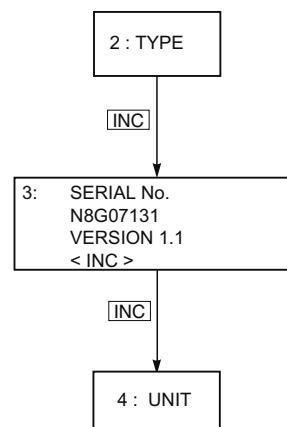 2 : TYPE
INC
3: SERIAL No.
N8G07131
VERSION 1.1
< INC >
INC
4 : UNIT